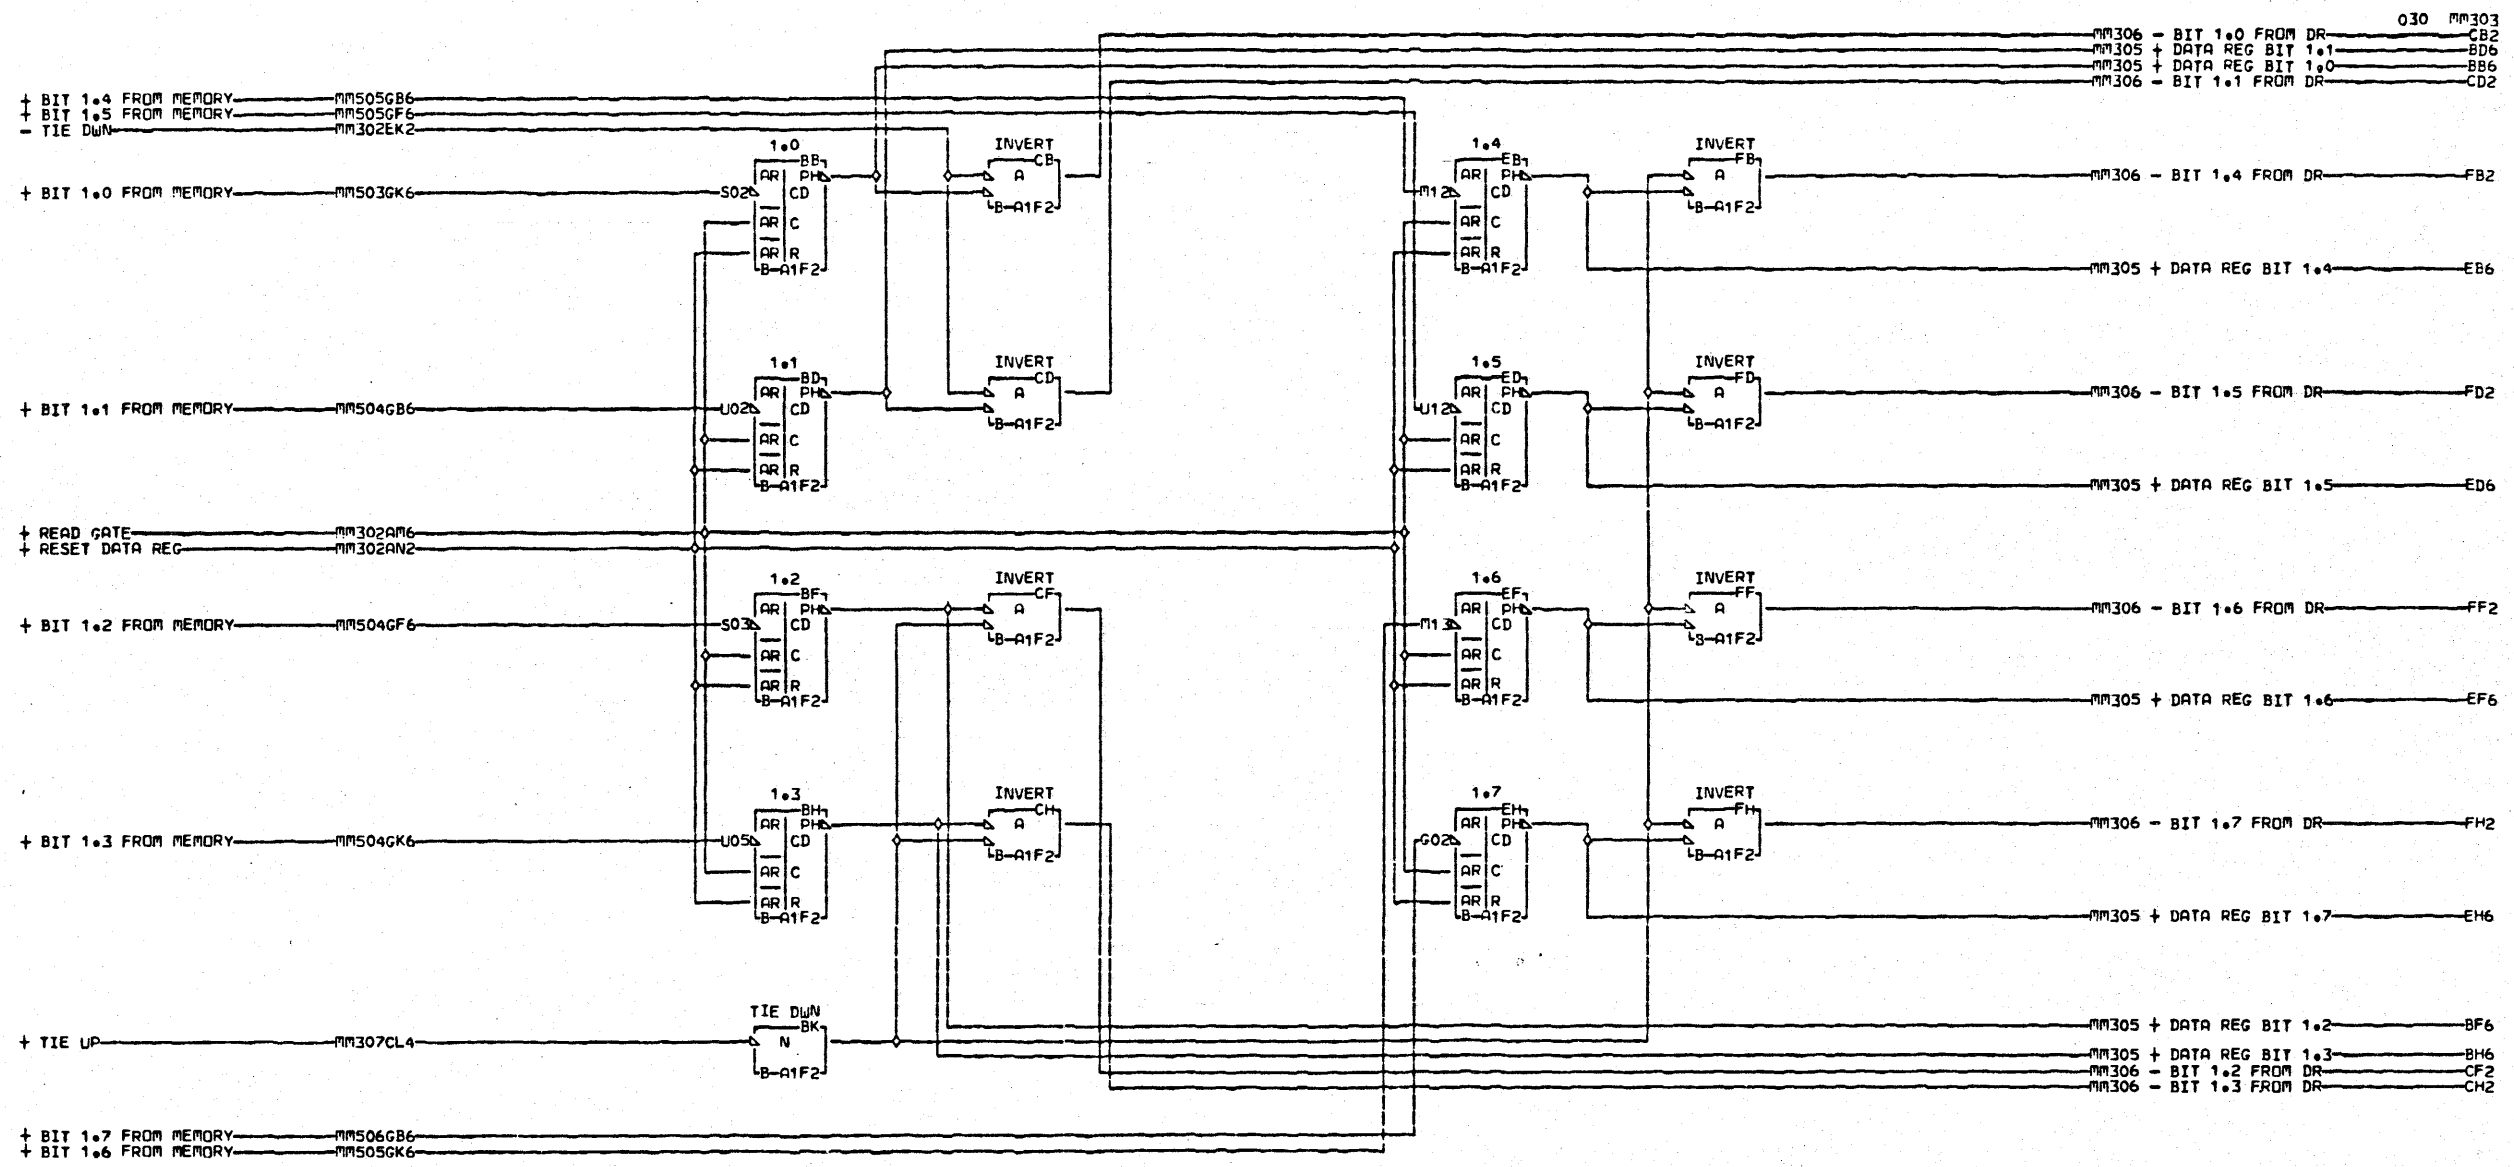 030 MM303
MM306 - BIT 1.0 FROM DR CB2
MM305 + DATA REG BIT 1.1 BD6
MM305 + DATA REG BIT 1.0 BB6
MM306 - BIT 1.1 FROM DR CD2
+ BIT 1.4 FROM MEMORY MM505GB6
+ BIT 1.5 FROM MEMORY MM505GF6
- TIE DWN MM302EK2
1.0 INVERT 1.4 INVERT
BB CB EB FB
AR PH A AR PH A MM306 - BIT 1.4 FROM DR FB2
+ BIT 1.0 FROM MEMORY MM503GK6 S02 CD M12 CD
B-A1F2 B-A1F2
AR C AR C
AR R AR R
B-A1F2 B-A1F2 MM305 + DATA REG BIT 1.4 EB6
1.1 INVERT 1.5 INVERT
BD CD ED FD
AR PH A AR PH A MM306 - BIT 1.5 FROM DR FD2
+ BIT 1.1 FROM MEMORY MM504GB6 U02 CD U12 CD
B-A1F2 B-A1F2
AR C AR C
AR R AR R
B-A1F2 B-A1F2 MM305 + DATA REG BIT 1.5 ED6
+ READ GATE MM302AM6
+ RESET DATA REG MM302AN2
1.2 INVERT 1.6 INVERT
BF CF EF FF
AR PH A AR PH A MM306 - BIT 1.6 FROM DR FF2
+ BIT 1.2 FROM MEMORY MM504GF6 S03 CD M13 CD
B-A1F2 B-A1F2
AR C AR C
AR R AR R
B-A1F2 B-A1F2 MM305 + DATA REG BIT 1.6 EF6
1.3 INVERT 1.7 INVERT
BH CH EH FH
AR PH A AR PH A MM306 - BIT 1.7 FROM DR FH2
+ BIT 1.3 FROM MEMORY MM504GK6 U05 CD G02 CD
B-A1F2 B-A1F2
AR C AR C
AR R AR R
B-A1F2 B-A1F2 MM305 + DATA REG BIT 1.7 EH6
TIE DWN
BK MM305 + DATA REG BIT 1.2 BF6
+ TIE UP MM307CL4 N
MM305 + DATA REG BIT 1.3 BH6
B-A1F2 MM306 - BIT 1.2 FROM DR CF2
MM306 - BIT 1.3 FROM DR CH2
+ BIT 1.7 FROM MEMORY MM506GB6
+ BIT 1.6 FROM MEMORY MM505GK6